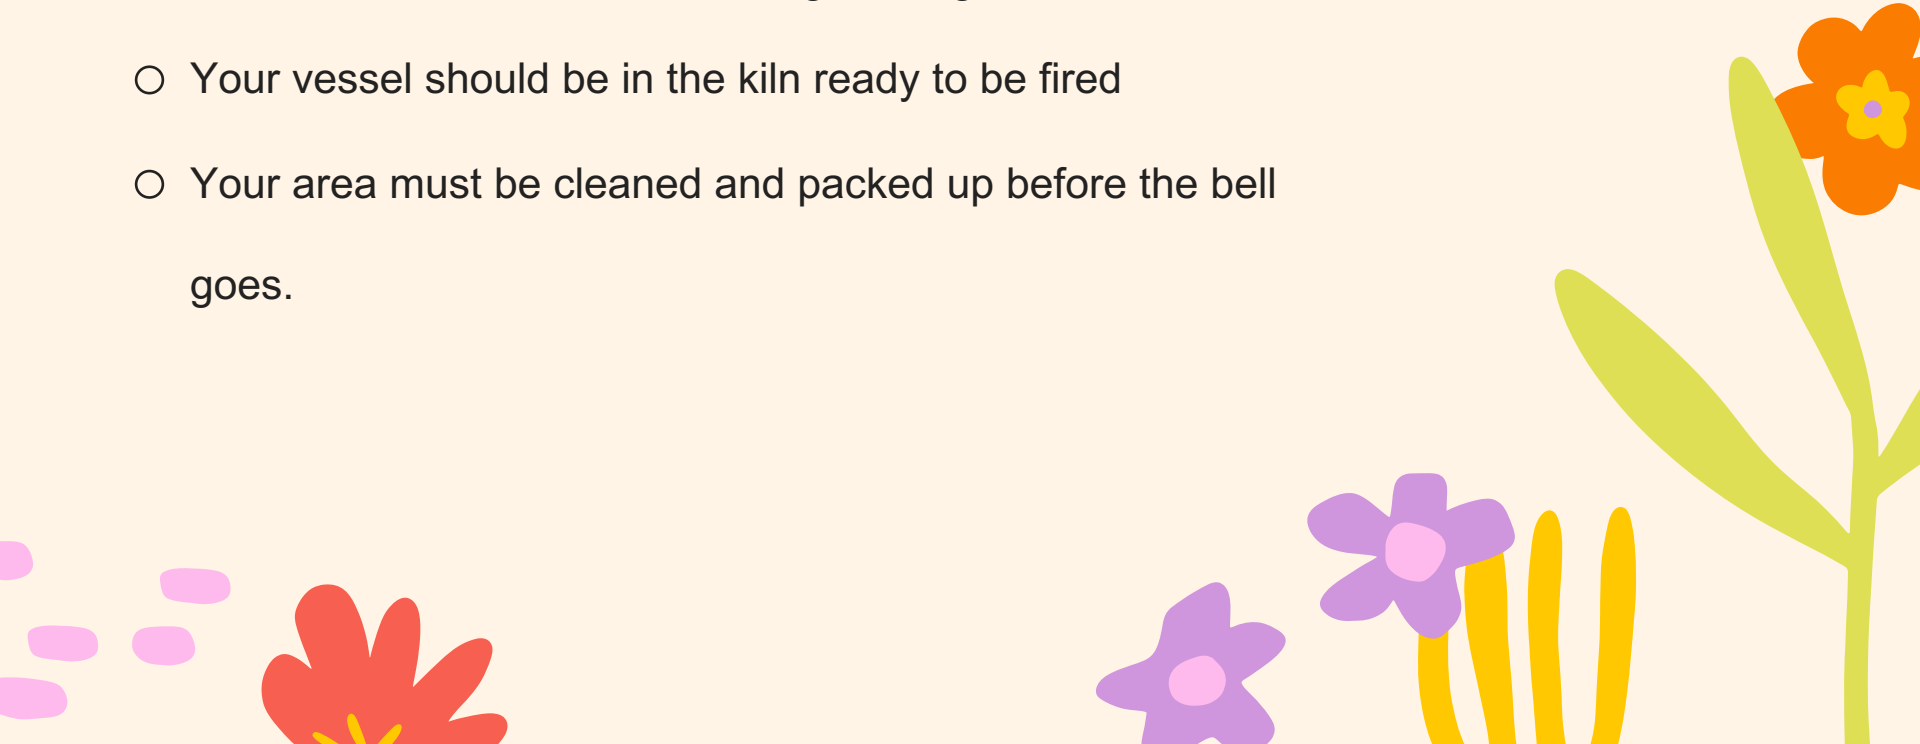 ○ Your vessel should be in the kiln ready to be fired
○ Your area must be cleaned and packed up before the bell
goes.